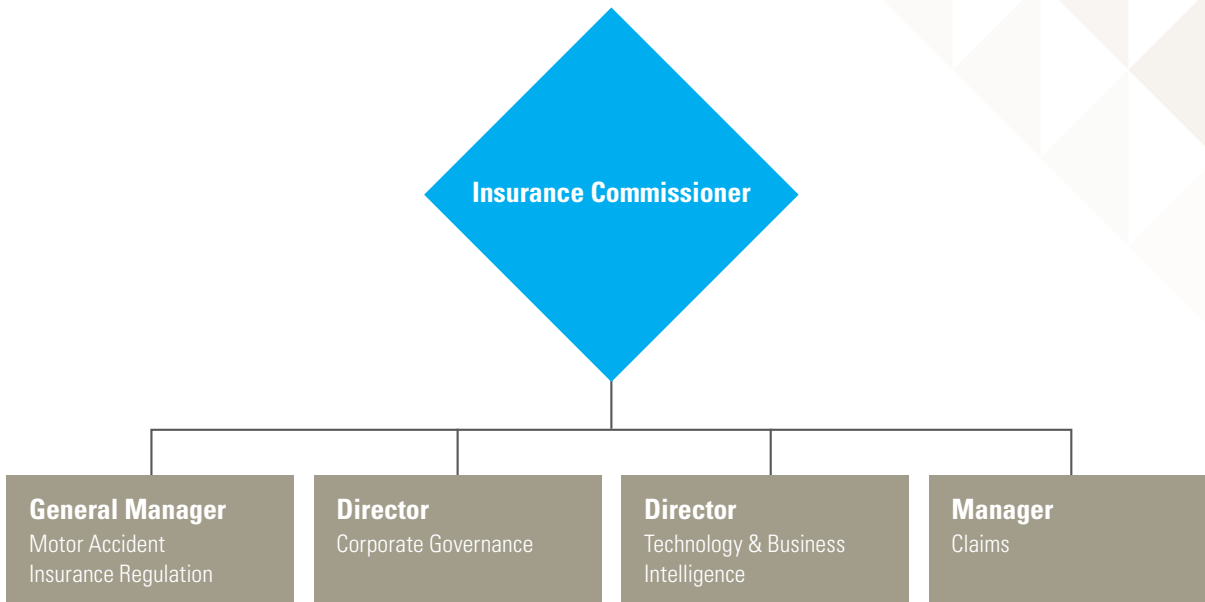 Insurance Commissioner
General Manager
Motor Accident
Insurance Regulation
Director
Corporate Governance
Director
Technology & Business
Intelligence
Manager
Claims